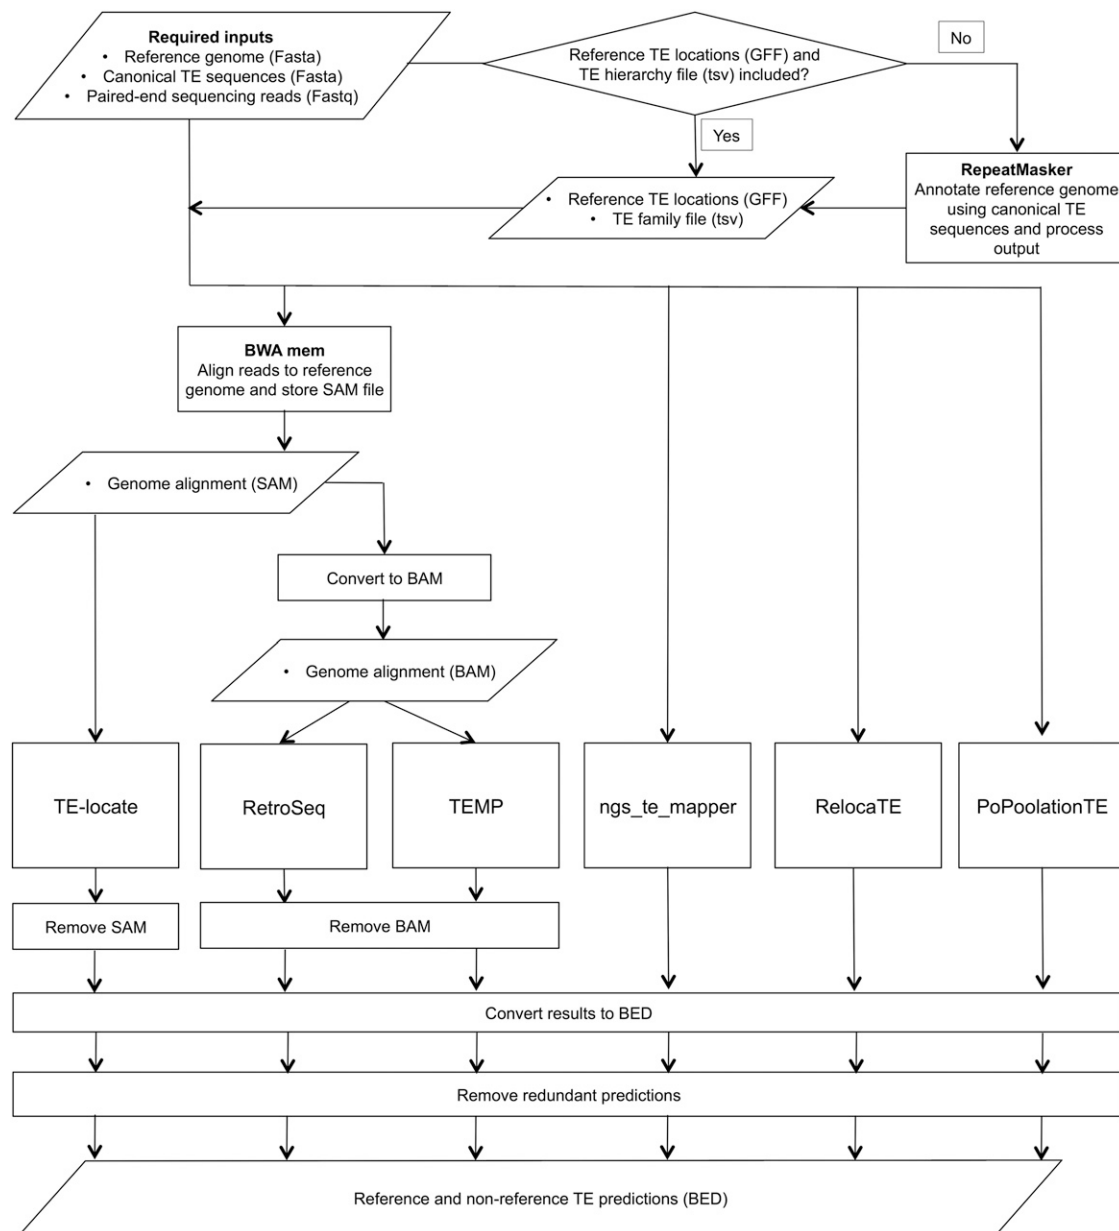 Required inputs
• Reference genome (Fasta)
• Canonical TE sequences (Fasta)
• Paired-end sequencing reads (Fastq)
Reference TE locations (GFF) and
TE hierarchy file (tsv) included?
No
Yes
RepeatMasker
Annotate reference genome
using canonical TE
sequences and process
output
• Reference TE locations (GFF)
• TE family file (tsv)
BWA mem
Align reads to reference
genome and store SAM file
• Genome alignment (SAM)
Convert to BAM
• Genome alignment (BAM)
TE-locate
RetroSeq
TEMP
ngs_te_mapper
RelocaTE
PoPoolationTE
Remove SAM
Remove BAM
Convert results to BED
Remove redundant predictions
Reference and non-reference TE predictions (BED)